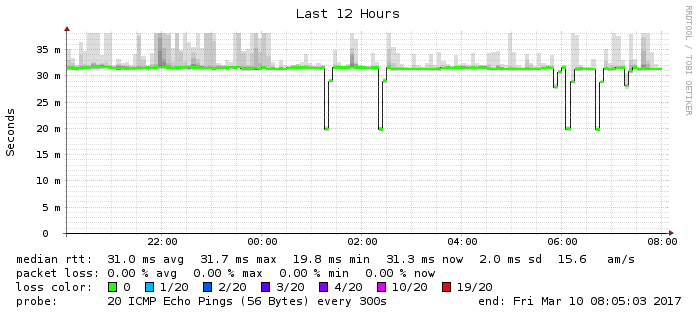 Last 12 Hours
RRDTOOL / TOBI OETIKER
Seconds
35 m
30 m
25 m
20 m
15 m
10 m
5 m
0
22:00 00:00 02:00 04:00 06:00 08:00
median rtt: 31.0 ms avg 31.7 ms max 19.8 ms min 31.3 ms now 2.0 ms sd 15.6 am/s
packet loss: 0.00 % avg 0.00 % max 0.00 % min 0.00 % now
loss color: 0 1/20 2/20 3/20 4/20 10/20 19/20
probe: 20 ICMP Echo Pings (56 Bytes) every 300s end: Fri Mar 10 08:05:03 2017